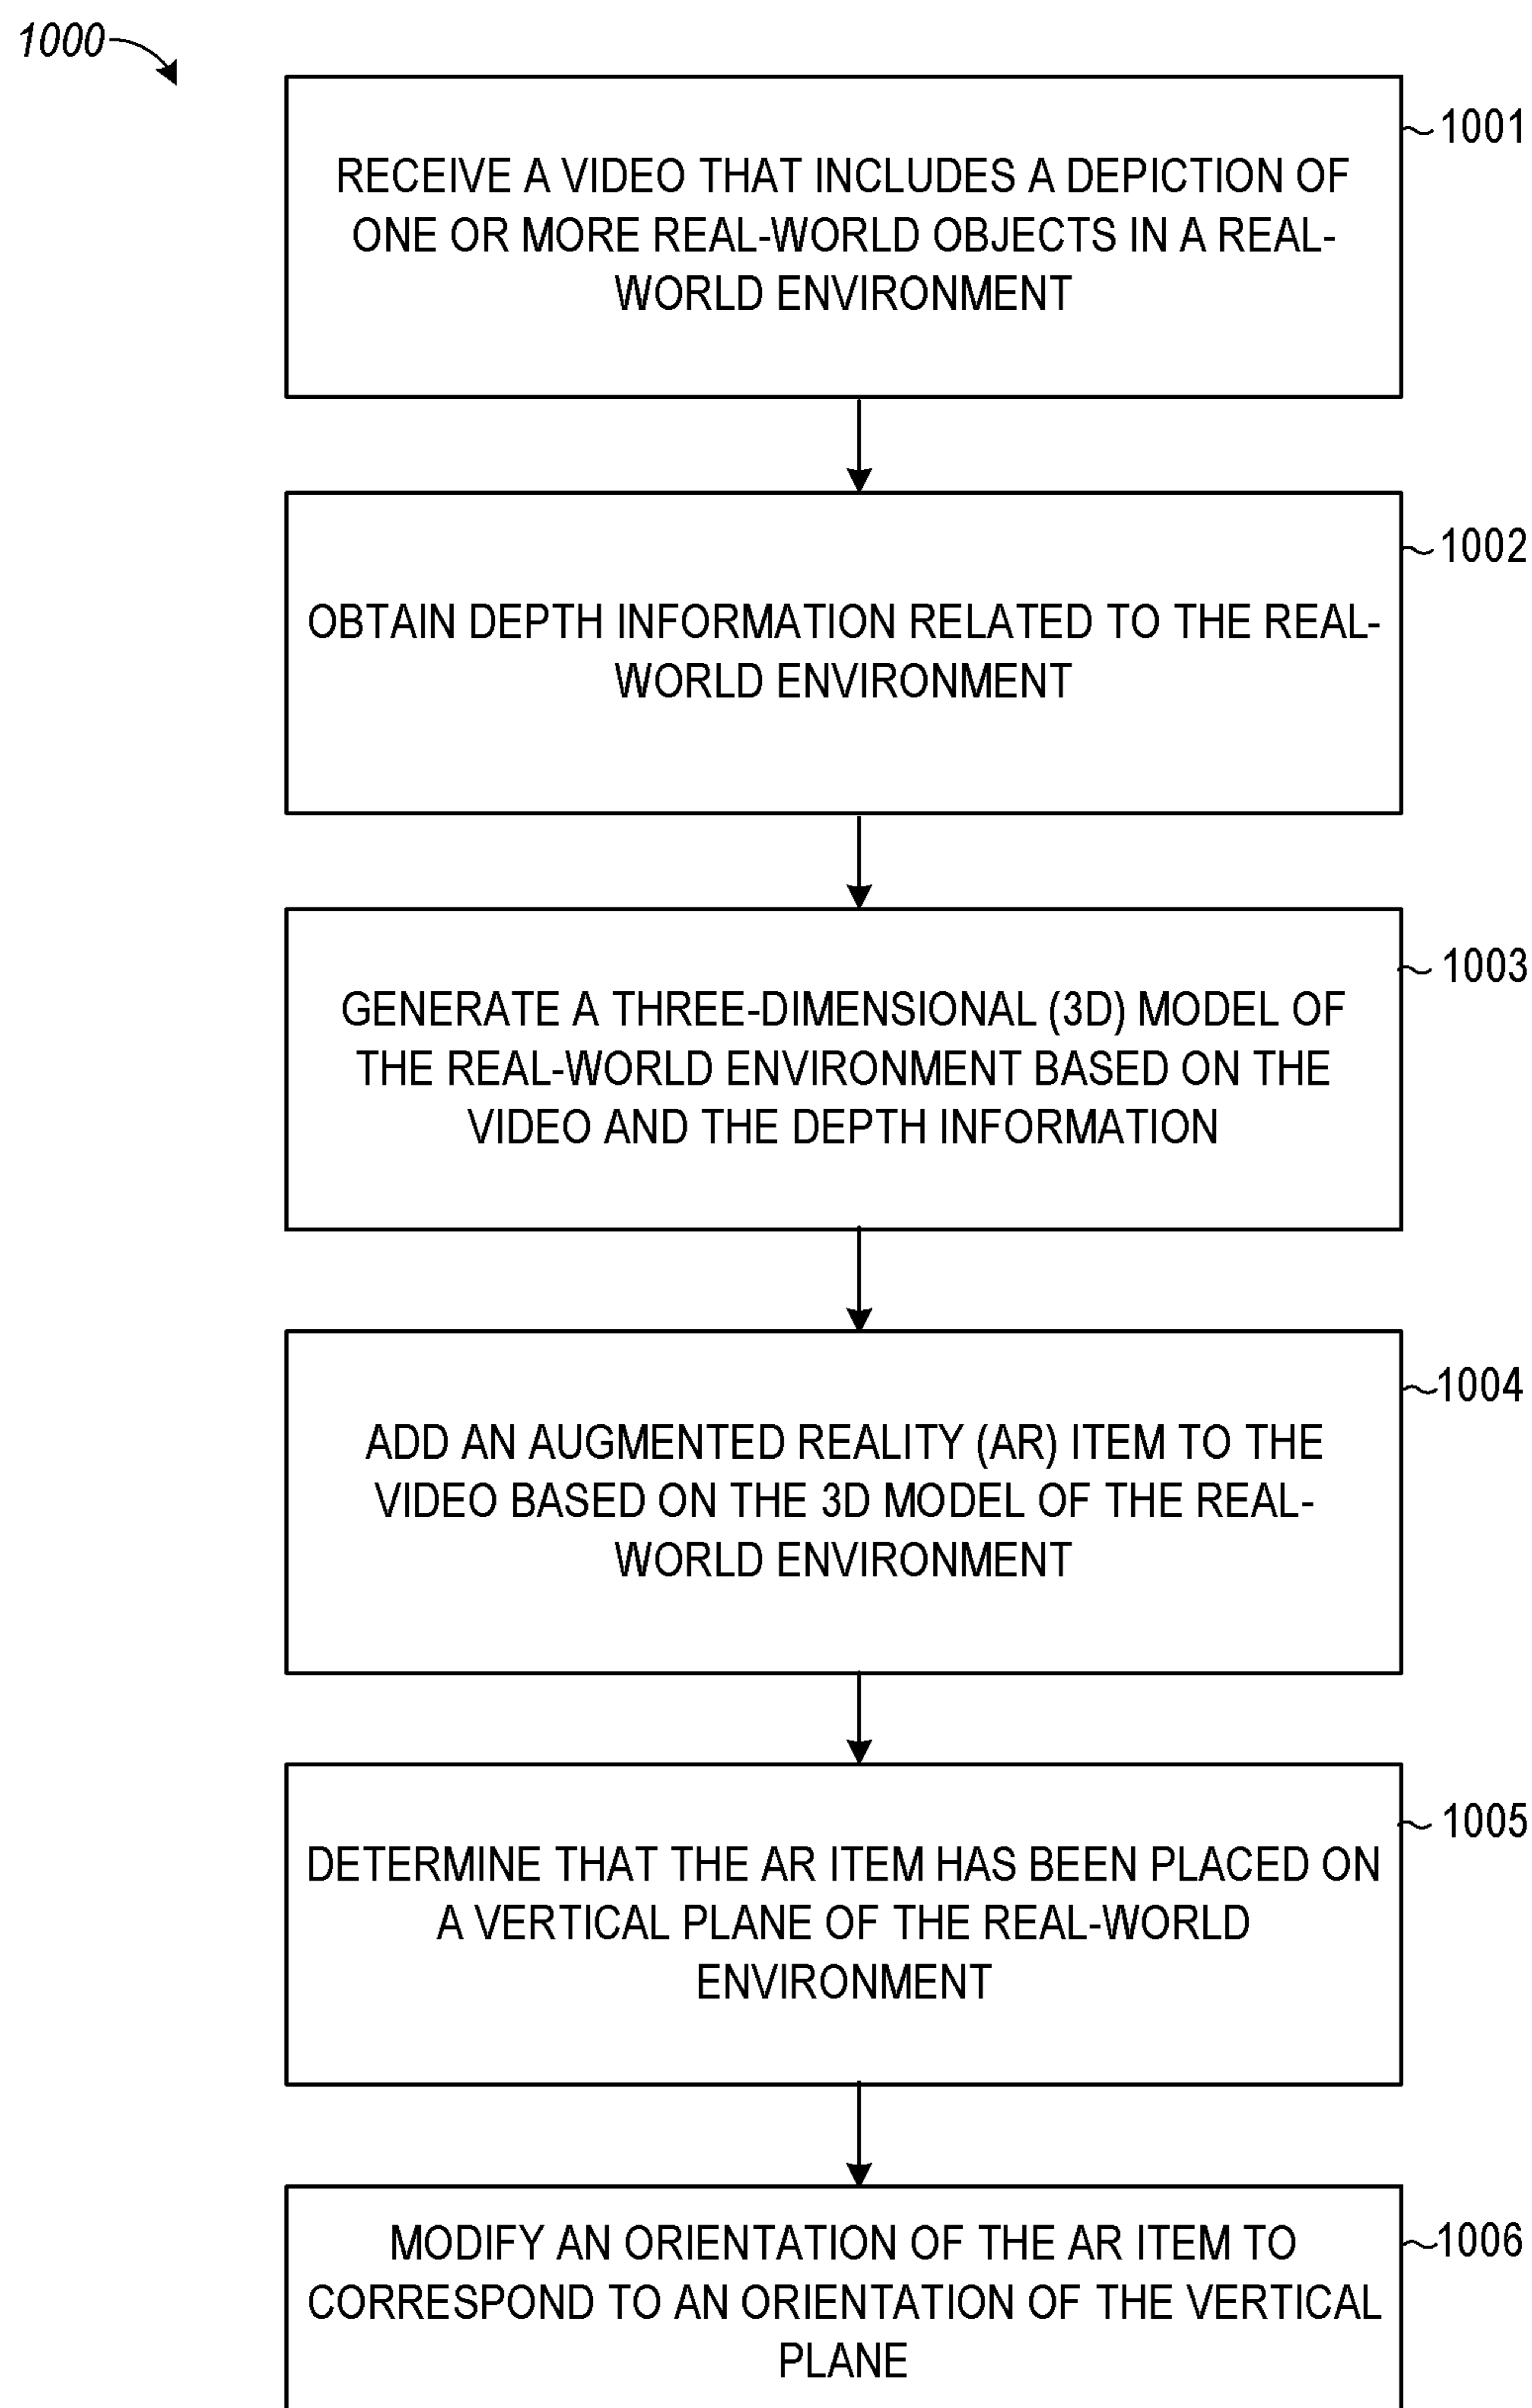 1000
1001
RECEIVE A VIDEO THAT INCLUDES A DEPICTION OF
ONE OR MORE REAL-WORLD OBJECTS IN A REAL-
WORLD ENVIRONMENT
1002
OBTAIN DEPTH INFORMATION RELATED TO THE REAL-
WORLD ENVIRONMENT
1003
GENERATE A THREE-DIMENSIONAL (3D) MODEL OF
THE REAL-WORLD ENVIRONMENT BASED ON THE
VIDEO AND THE DEPTH INFORMATION
1004
ADD AN AUGMENTED REALITY (AR) ITEM TO THE
VIDEO BASED ON THE 3D MODEL OF THE REAL-
WORLD ENVIRONMENT
1005
DETERMINE THAT THE AR ITEM HAS BEEN PLACED ON
A VERTICAL PLANE OF THE REAL-WORLD
ENVIRONMENT
1006
MODIFY AN ORIENTATION OF THE AR ITEM TO
CORRESPOND TO AN ORIENTATION OF THE VERTICAL
PLANE